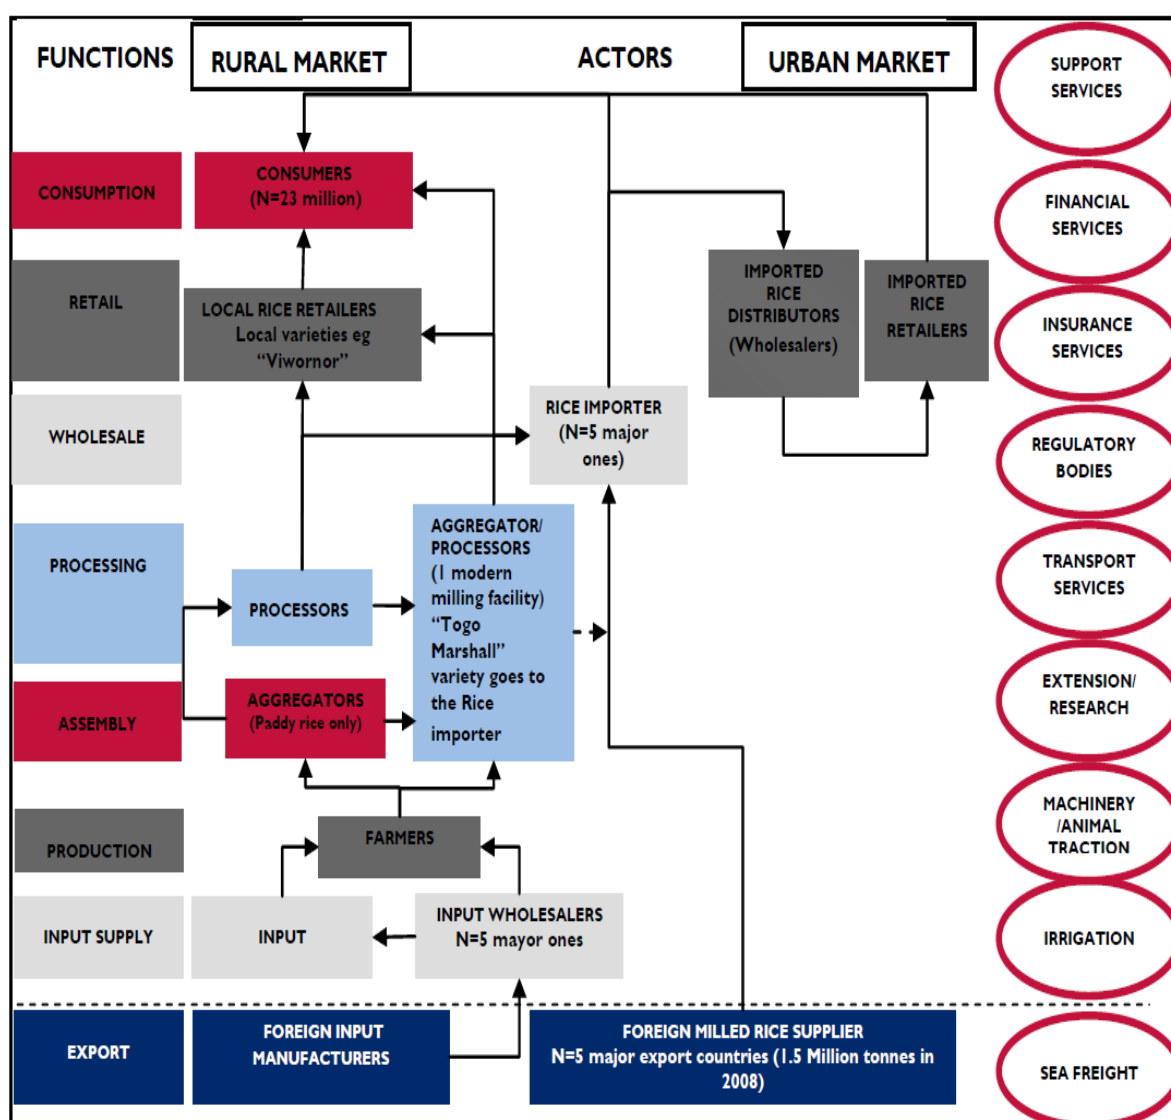 FUNCTIONS
RURAL MARKET
ACTORS
URBAN MARKET
SUPPORT
SERVICES
CONSUMPTION
CONSUMERS
(N=23 million)
FINANCIAL
SERVICES
RETAIL
LOCAL RICE RETAILERS
Local varieties eg
“Viwornor”
IMPORTED
RICE
DISTRIBUTORS
(Wholesalers)
IMPORTED
RICE
RETAILERS
INSURANCE
SERVICES
WHOLESALE
RICE IMPORTER
(N=5 major
ones)
REGULATORY
BODIES
PROCESSING
PROCESSORS
AGGREGATOR/
PROCESSORS
(1 modern
milling facility)
“Togo
Marshall”
variety goes to
the Rice
importer
TRANSPORT
SERVICES
ASSEMBLY
AGGREGATORS
(Paddy rice only)
EXTENSION/
RESEARCH
PRODUCTION
FARMERS
MACHINERY
/ANIMAL
TRACTION
INPUT SUPPLY
INPUT
INPUT WHOLESALERS
N=5 mayor ones
IRRIGATION
EXPORT
FOREIGN INPUT
MANUFACTURERS
FOREIGN MILLED RICE SUPPLIER
N=5 major export countries (1.5 Million tonnes in
2008)
SEA FREIGHT